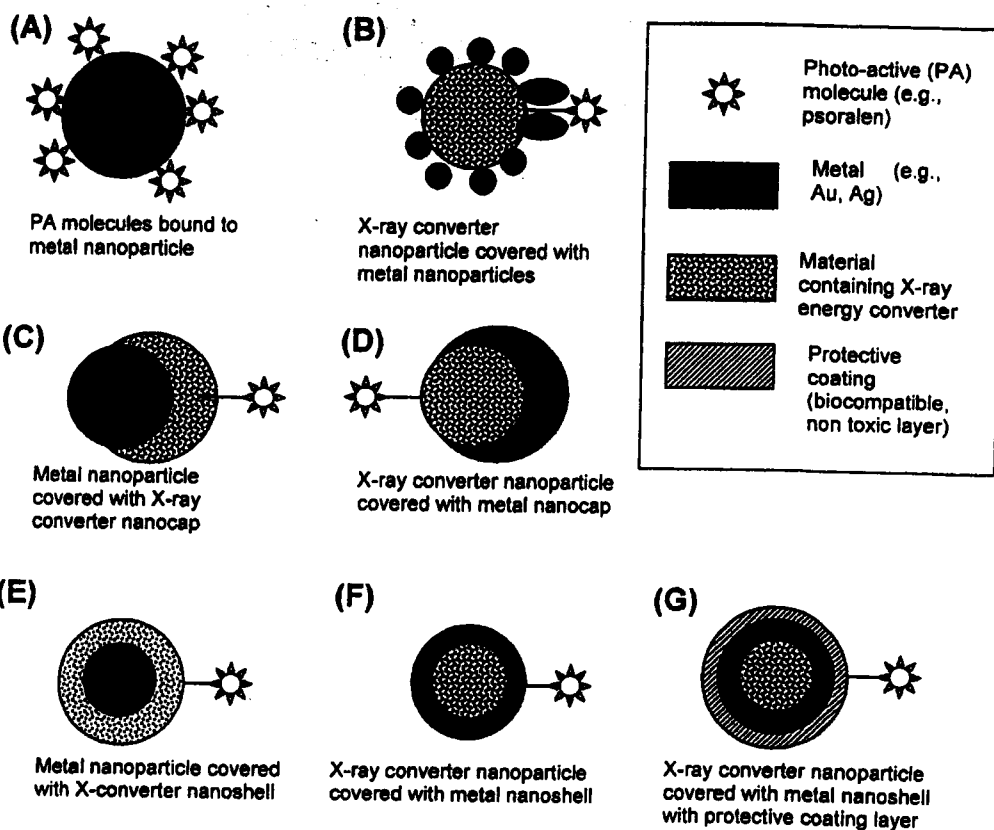 (A)
PA molecules bound to
metal nanoparticle
(B)
X-ray converter
nanoparticle covered with
metal nanoparticles
Photo-active (PA)
molecule (e.g.,
psoralen)
Metal (e.g.,
Au, Ag)
Material
containing X-ray
energy converter
Protective
coating
(biocompatible,
non toxic layer)
(C)
Metal nanoparticle
covered with X-ray
converter nanocap
(D)
X-ray converter nanoparticle
covered with metal nanocap
(E)
Metal nanoparticle covered
with X-converter nanoshell
(F)
X-ray converter nanoparticle
covered with metal nanoshell
(G)
X-ray converter nanoparticle
covered with metal nanoshell
with protective coating layer